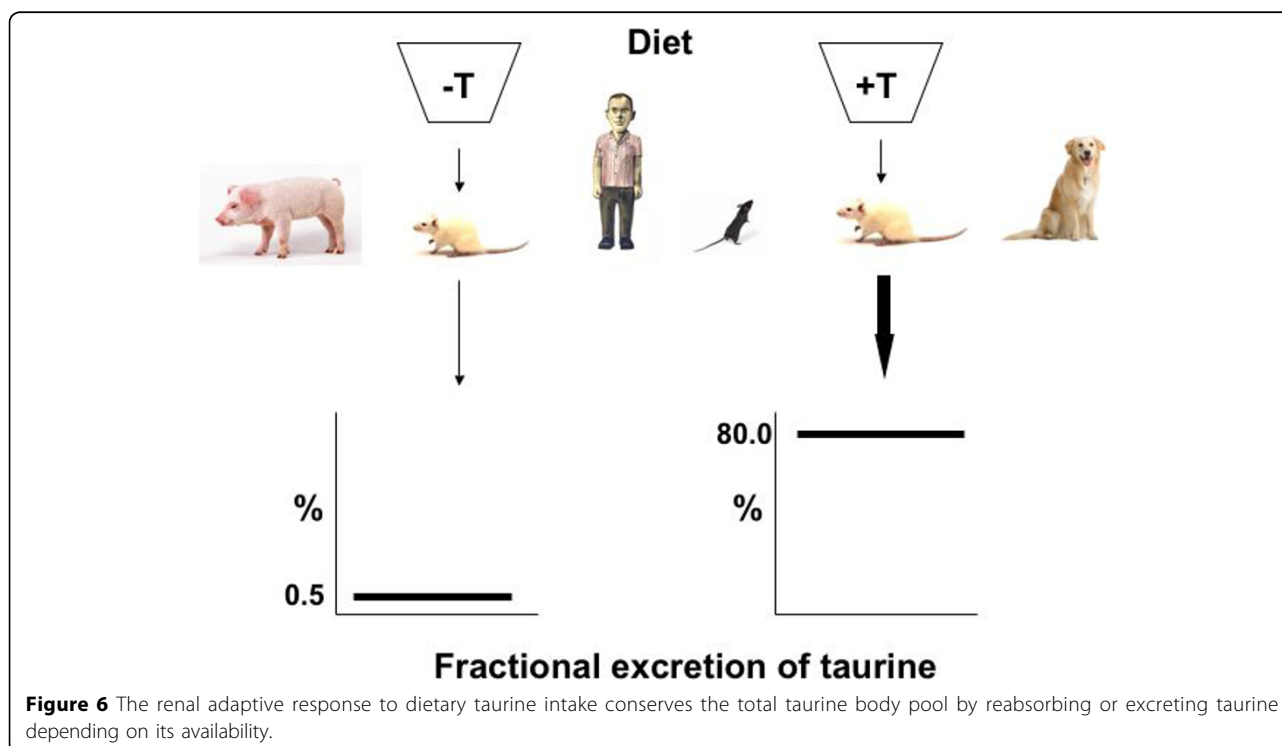 Diet
-T
+T
80.0
%
%
0.5
Fractional excretion of taurine
Figure 6 The renal adaptive response to dietary taurine intake conserves the total taurine body pool by reabsorbing or excreting taurine
depending on its availability.